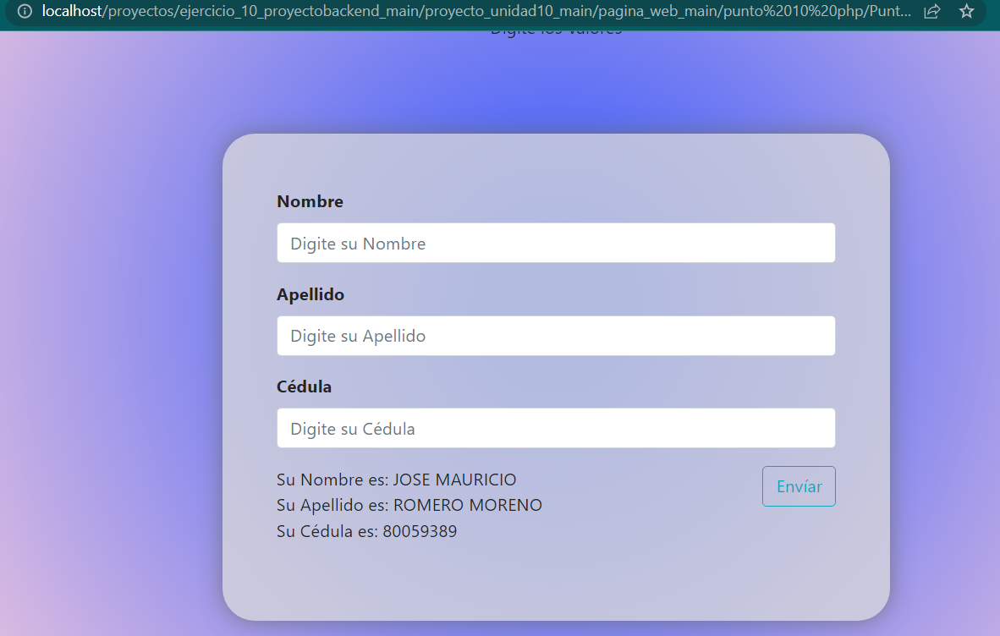 localhost/proyectos/ejercicio_10_proyectobackend_main/proyecto_unidad10_main/pagina_web_main/punto%2010%20php/Punt...
Digite los Valores
Nombre
Digite su Nombre
Apellido
Digite su Apellido
Cédula
Digite su Cédula
Su Nombre es: JOSE MAURICIO
Envíar
Su Apellido es: ROMERO MORENO
Su Cédula es: 80059389